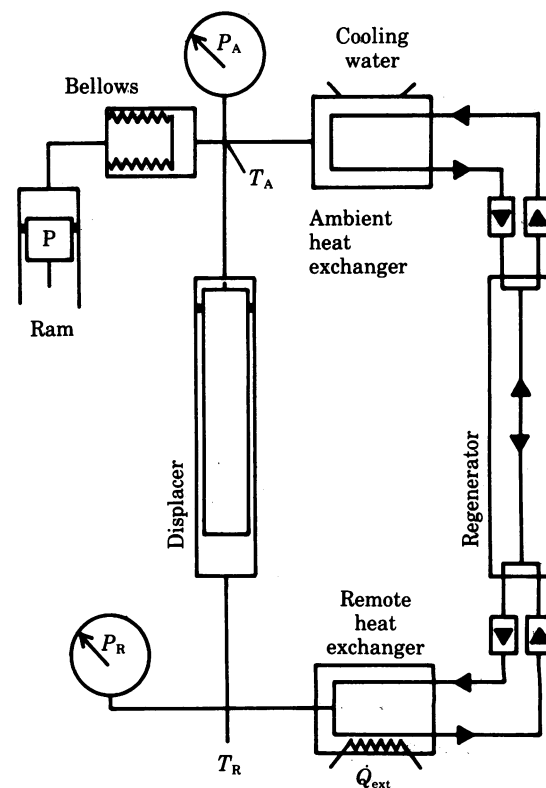 P_A
Cooling
water
Bellows
T_A
P
Ambient
heat
exchanger
Ram
Displacer
Regenerator
Remote
heat
exchanger
P_R
T_R
Q̇_ext